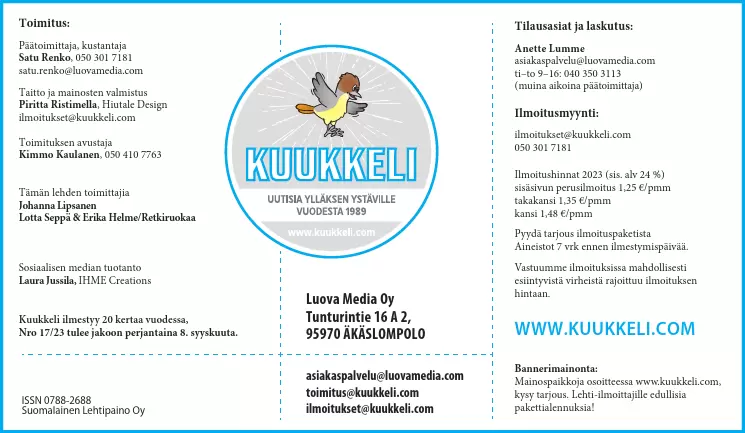 Toimitus:
Päätoimittaja, kustantaja
Satu Renko, 050 301 7181
satu.renko@luovamedia.com
Taitto ja mainosten valmistus
Piritta Ristimella, Hiutale Design
ilmoitukset@kuukkeli.com
Toimituksen avustaja
Kimmo Kaulanen, 050 410 7763
Tämän lehden toimittajia
Johanna Lipsanen
Lotta Seppä & Erika Helme/Retkiruokaa
Sosiaalisen median tuotanto
Laura Jussila, IHME Creations
Kuukkeli ilmestyy 20 kertaa vuodessa,
Nro 17/23 tulee jakoon perjantaina 8. syyskuuta.
ISSN 0788-2688
Suomalainen Lehtipaino Oy
KUUKKELI
UUTISIA YLLÄKSEN YSTÄVILLE
VUODESTA 1989
www.kuukkeli.com
Luova Media Oy
Tunturintie 16 A 2,
95970 ÄKÄSLOMPOLO
asiakaspalvelu@luovamedia.com
toimitus@kuukkeli.com
ilmoitukset@kuukkeli.com
Tilausasiat ja laskutus:
Anette Lumme
asiakaspalvelu@luovamedia.com
ti–to 9–16: 040 350 3113
(muina aikoina päätoimittaja)
Ilmoitusmyynti:
ilmoitukset@kuukkeli.com
050 301 7181
Ilmoitushinnat 2023 (sis. alv 24 %)
sisäsivun perusilmoitus 1,25 €/pmm
takakansi 1,35 €/pmm
kansi 1,48 €/pmm
Pyydä tarjous ilmoituspaketista
Aineistot 7 vrk ennen ilmestymispäivää.
Vastuumme ilmoituksissa mahdollisesti
esiintyvistä virheistä rajoittuu ilmoituksen
hintaan.
WWW.KUUKKELI.COM
Bannerimainonta:
Mainospaikkoja osoitteessa www.kuukkeli.com,
kysy tarjous. Lehti-ilmoittajille edullisia
pakettialennuksia!